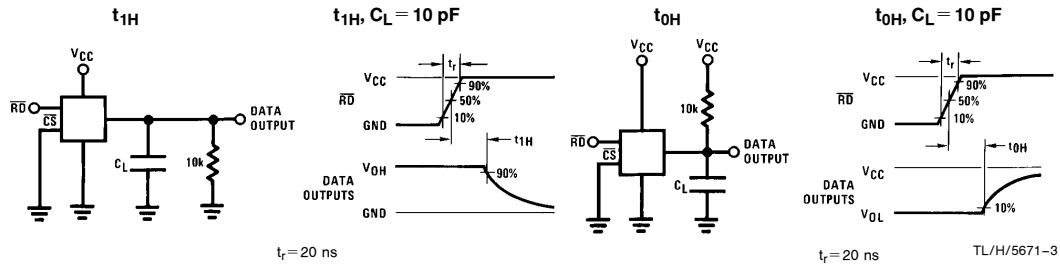 t1H
VCC
RD
CS
DATA
OUTPUT
CL
10k
t1H, CL = 10 pF
tr
VCC
90%
RD
50%
10%
GND
t1H
VOH
90%
DATA
OUTPUTS
GND
tr = 20 ns
t0H
VCC
VCC
10k
RD
CS
DATA
OUTPUT
CL
t0H, CL = 10 pF
tr
VCC
90%
RD
50%
10%
GND
t0H
VCC
DATA
OUTPUTS
10%
VOL
tr = 20 ns
TL/H/5671-3